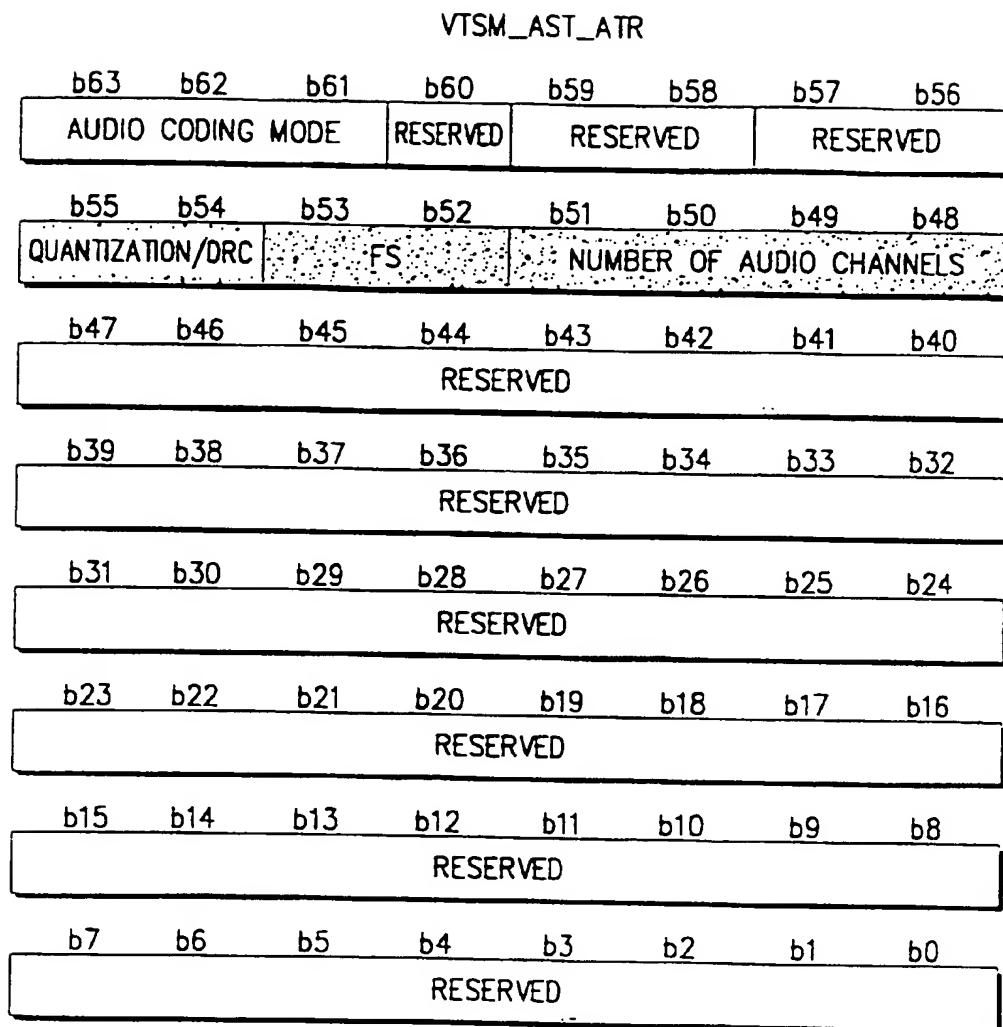 VTSM_AST_ATR
b63 b62 b61 b60 b59 b58 b57 b56
AUDIO CODING MODE RESERVED RESERVED RESERVED
b55 b54 b53 b52 b51 b50 b49 b48
QUANTIZATION/DRC FS NUMBER OF AUDIO CHANNELS
b47 b46 b45 b44 b43 b42 b41 b40
RESERVED
b39 b38 b37 b36 b35 b34 b33 b32
RESERVED
b31 b30 b29 b28 b27 b26 b25 b24
RESERVED
b23 b22 b21 b20 b19 b18 b17 b16
RESERVED
b15 b14 b13 b12 b11 b10 b9 b8
RESERVED
b7 b6 b5 b4 b3 b2 b1 b0
RESERVED